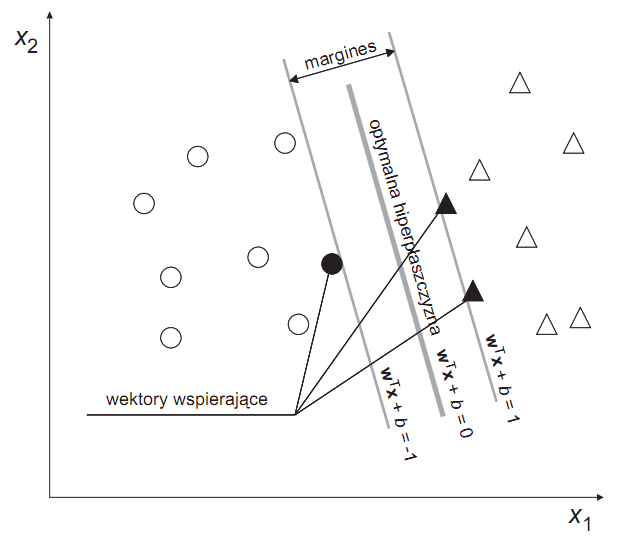 x₂
margines
optymalna hiperpłaszczyzna
wektory wspierające
wᵀx + b = -1
wᵀx + b = 0
wᵀx + b = 1
x₁